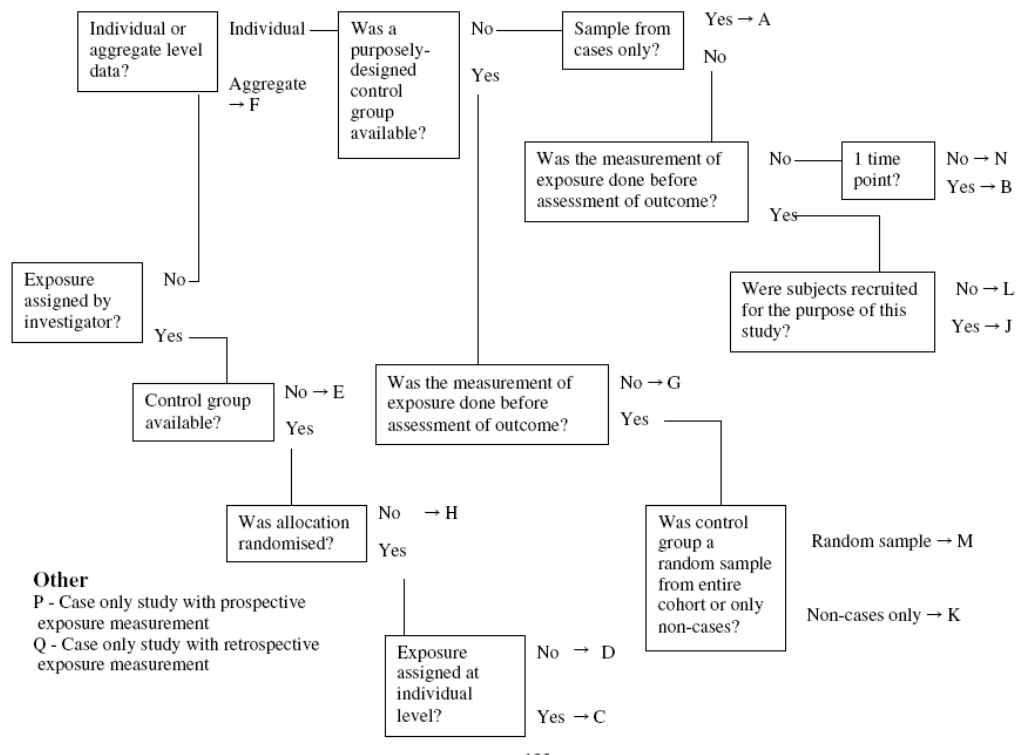 Individual or
aggregate level
data?
Individual
Aggregate
→ F
Was a
purposely-
designed
control
group
available?
No
Yes
Sample from
cases only?
Yes → A
No
Was the measurement of
exposure done before
assessment of outcome?
No
Yes
1 time
point?
No → N
Yes → B
Were subjects recruited
for the purpose of this
study?
No → L
Yes → J
Exposure
assigned by
investigator?
No
Yes
Control group
available?
No → E
Yes
Was the measurement of
exposure done before
assessment of outcome?
No → G
Yes
Was allocation
randomised?
No → H
Yes
Was control
group a
random sample
from entire
cohort or only
non-cases?
Random sample → M
Non-cases only → K
Exposure
assigned at
individual
level?
No → D
Yes → C
Other
P - Case only study with prospective
exposure measurement
Q - Case only study with retrospective
exposure measurement